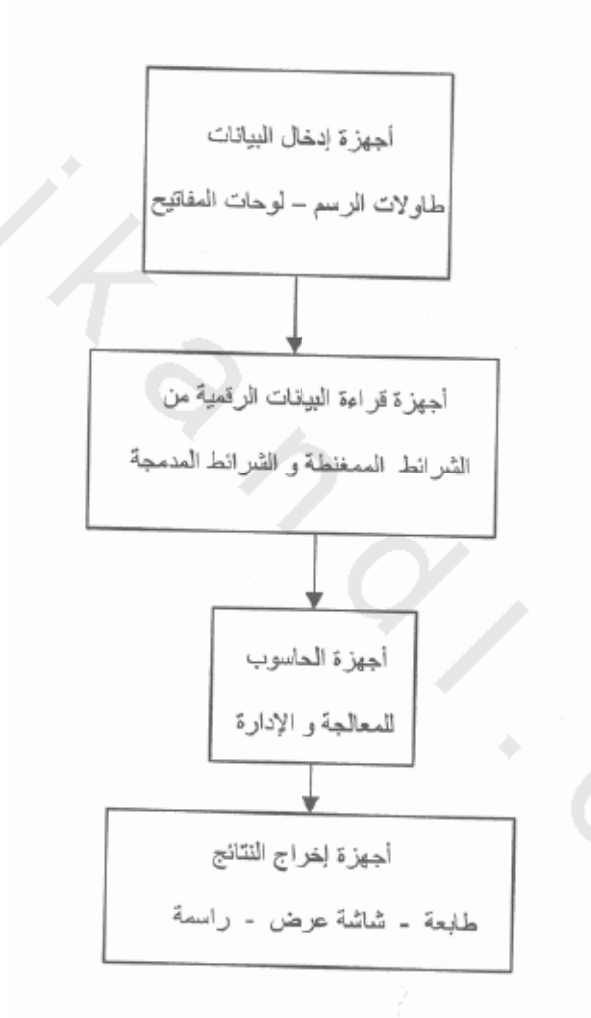 أجهزة إدخال البيانات
طاولات الرسم – لوحات المفاتيح
أجهزة قراءة البيانات الرقمية من
الشرائط الممغنطة و الشرائط المدمجة
أجهزة الحاسوب
للمعالجة و الإدارة
أجهزة إخراج النتائج
طابعة - شاشة عرض - راسمة